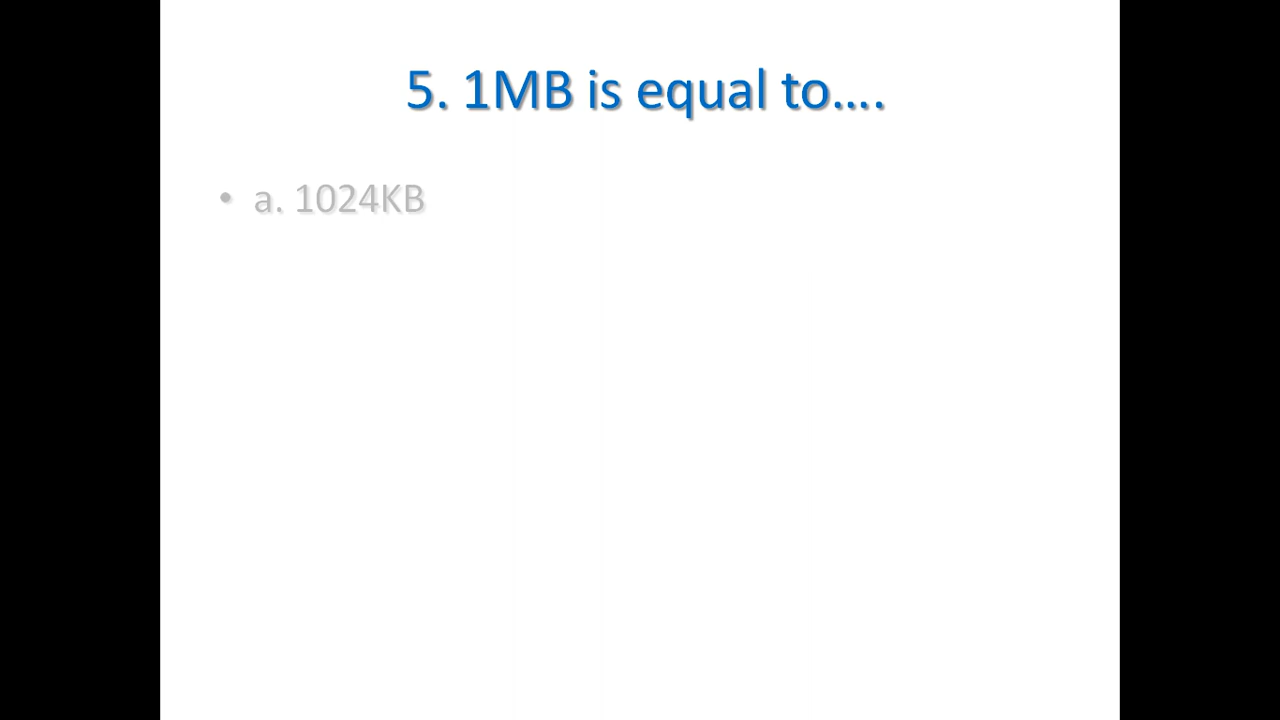 5. 1MB is equal to....
• a. 1024KB